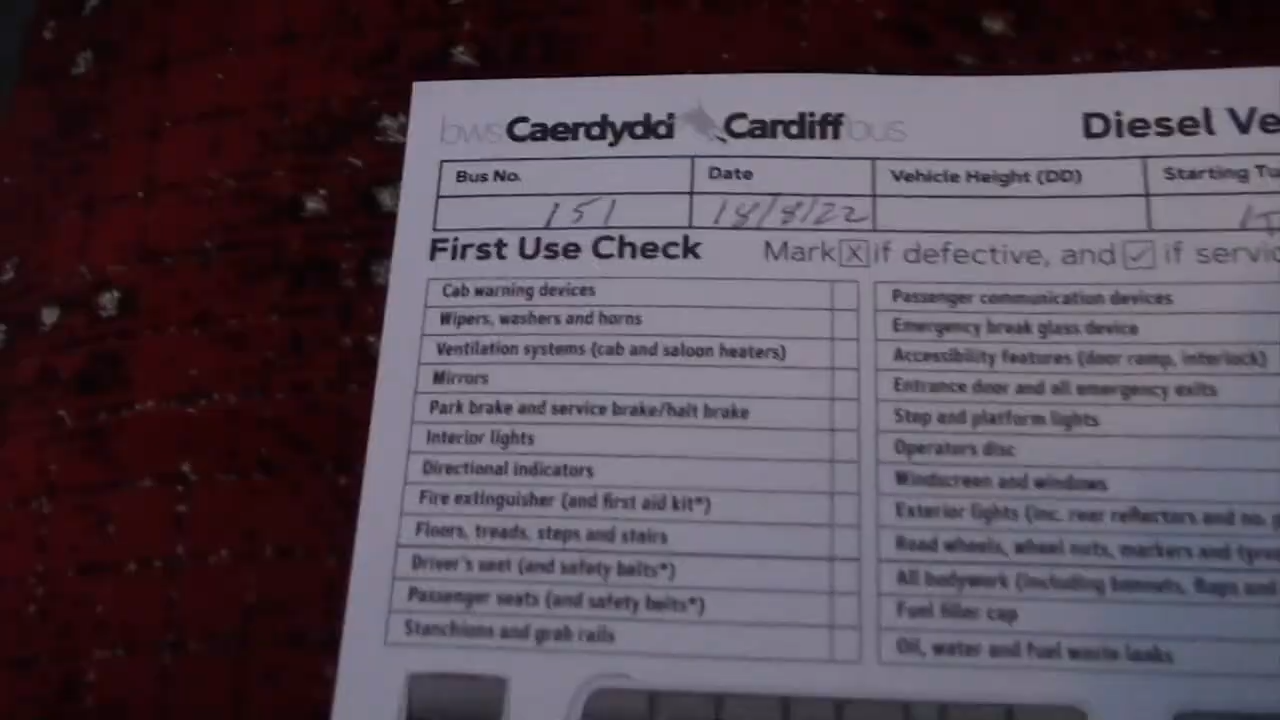 bws Caerdydd Cardiff bus Diesel Ve
Bus No. Date Vehicle Height (DD) Starting Tu
151 18/8/22
First Use Check Mark X if defective, and ✓ if servic
Cab warning devices
Wipers, washers and horns
Ventilation systems (cab and saloon heaters)
Mirrors
Park brake and service brake/halt brake
Interior lights
Directional indicators
Fire extinguisher (and first aid kit*)
Floors, treads, steps and stairs
Driver's seat (and safety belts*)
Passenger seats (and safety belts*)
Stanchions and grab rails
Passenger communication devices
Emergency break glass device
Accessibility features (door ramp, interlock)
Entrance door and all emergency exits
Step and platform lights
Operators disc
Windscreen and windows
Exterior lights (inc. rear reflectors and no.
Road wheels, wheel nuts, markers and tyre
All bodywork (including bonnets, flaps and
Fuel filler cap
Oil, water and fuel waste leaks